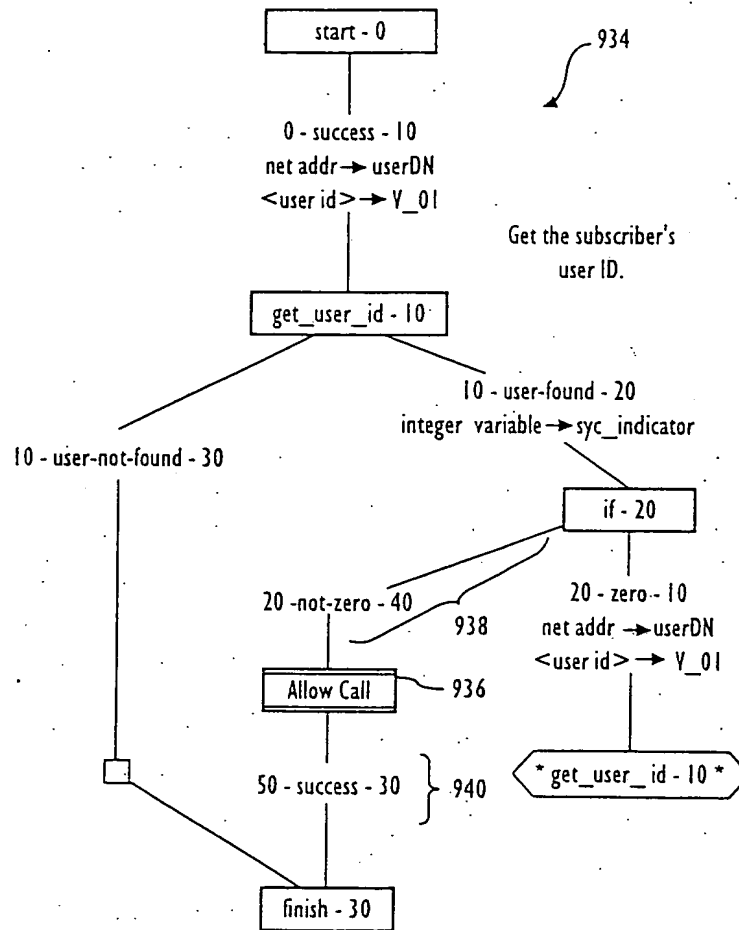 start - 0
934
0 - success - 10
net addr → userDN
<user id> → V_01
Get the subscriber's
user ID.
get_user_id - 10
10 - user-found - 20
integer variable → syc_indicator
10 - user-not-found - 30
if - 20
20 -not-zero - 40
938
20 - zero - 10
net addr → userDN
<user id> → V_01
Allow Call
936
* get_user_id - 10 *
50 - success - 30
940
finish - 30